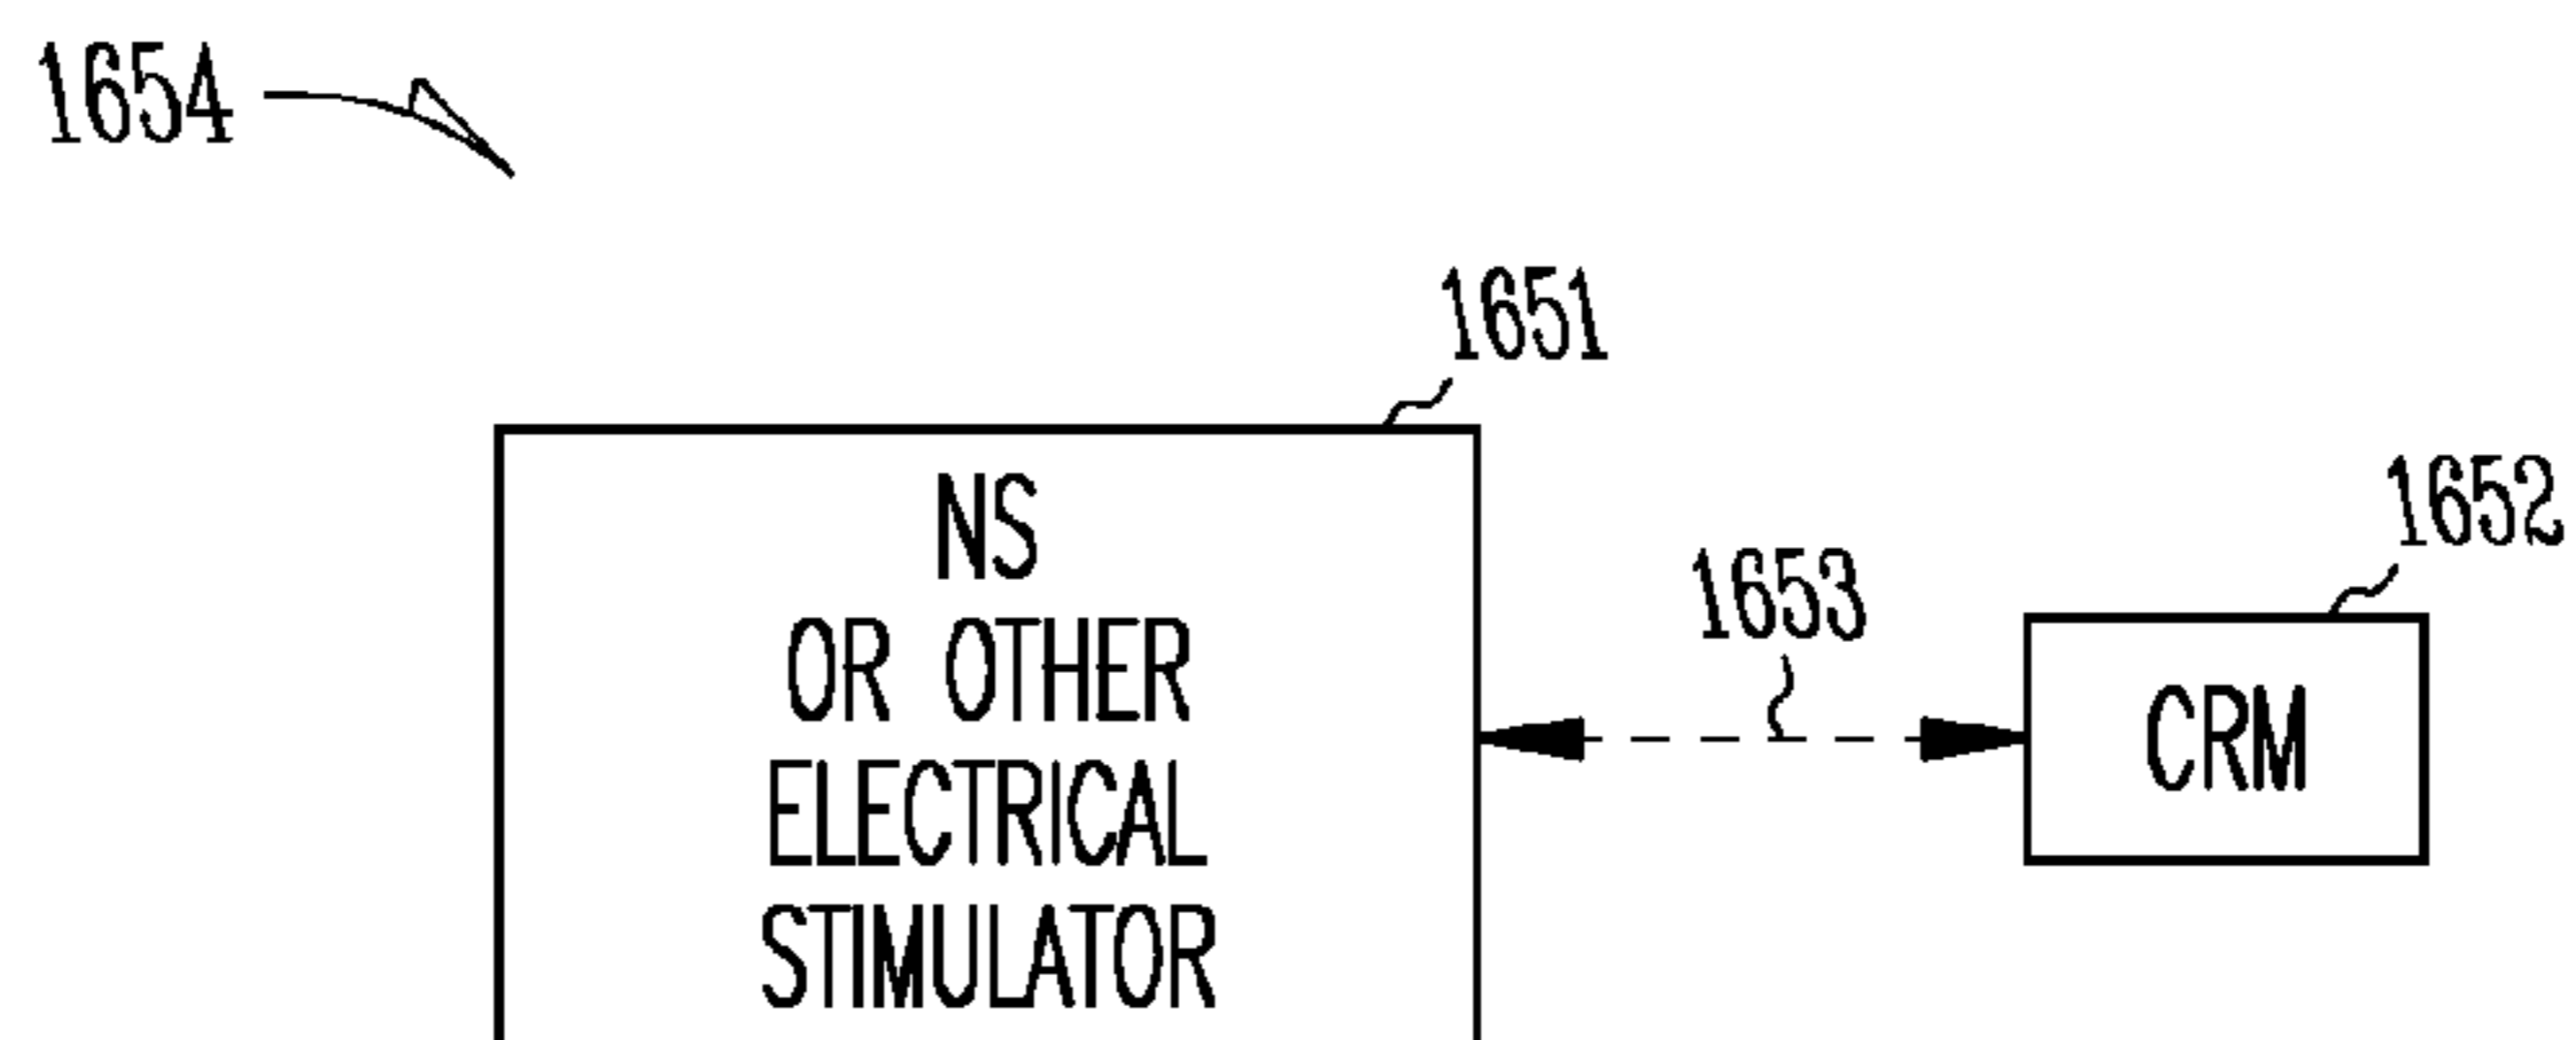 1654
1651
NS
OR OTHER
ELECTRICAL
STIMULATOR
1653
1652
CRM